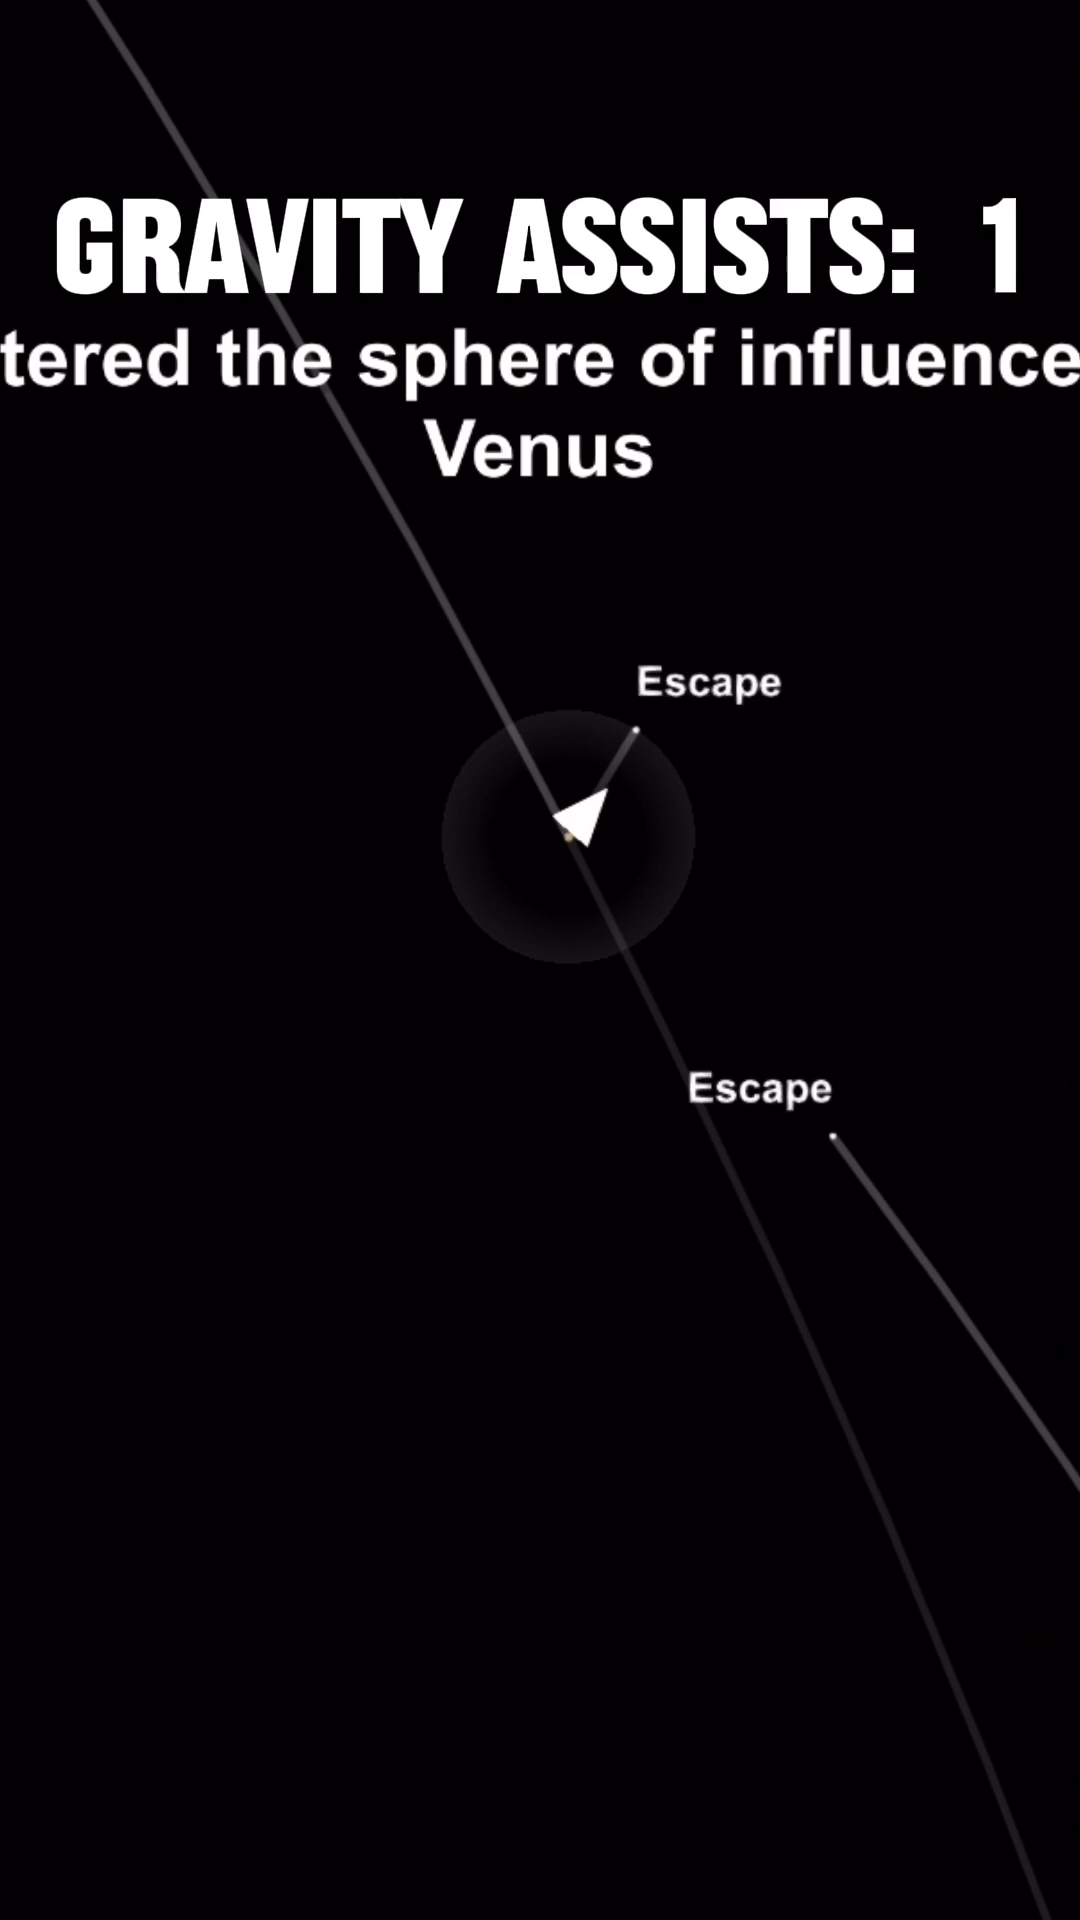 GRAVITY ASSISTS: 1
tered the sphere of influence
Venus
Escape
Escape